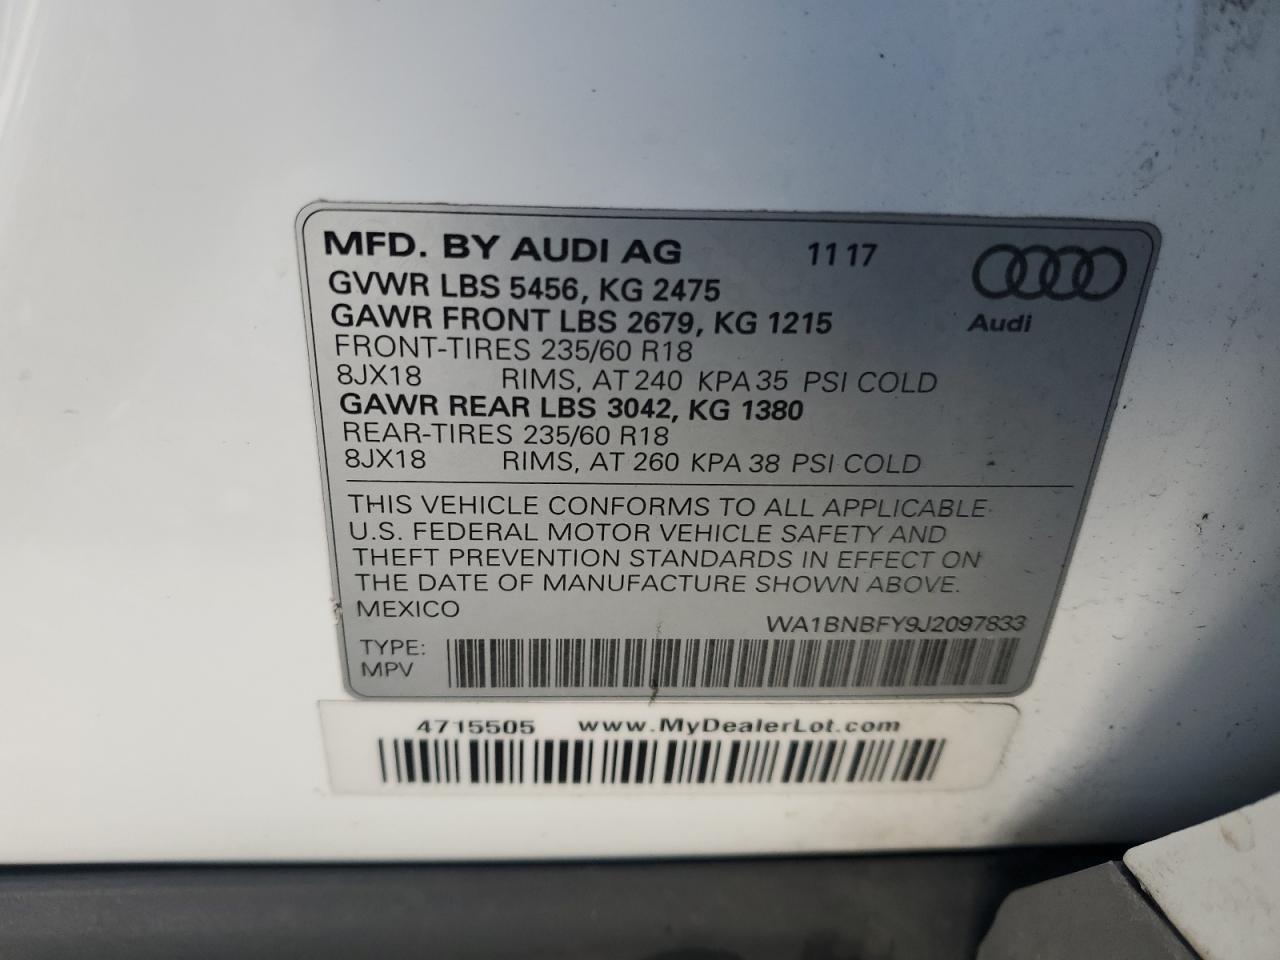 MFD. BY AUDI AG 11 17
GVWR LBS 5456, KG 2475
GAWR FRONT LBS 2679, KG 1215
Audi
FRONT-TIRES 235/60 R18
8JX18 RIMS, AT 240 KPA 35 PSI COLD
GAWR REAR LBS 3042, KG 1380
REAR-TIRES 235/60 R18
8JX18 RIMS, AT 260 KPA 38 PSI COLD
THIS VEHICLE CONFORMS TO ALL APPLICABLE
U.S. FEDERAL MOTOR VEHICLE SAFETY AND
THEFT PREVENTION STANDARDS IN EFFECT ON
THE DATE OF MANUFACTURE SHOWN ABOVE.
MEXICO
WA1BNBFY9J2097833
TYPE:
MPV
4715505 www.MyDealerLot.com